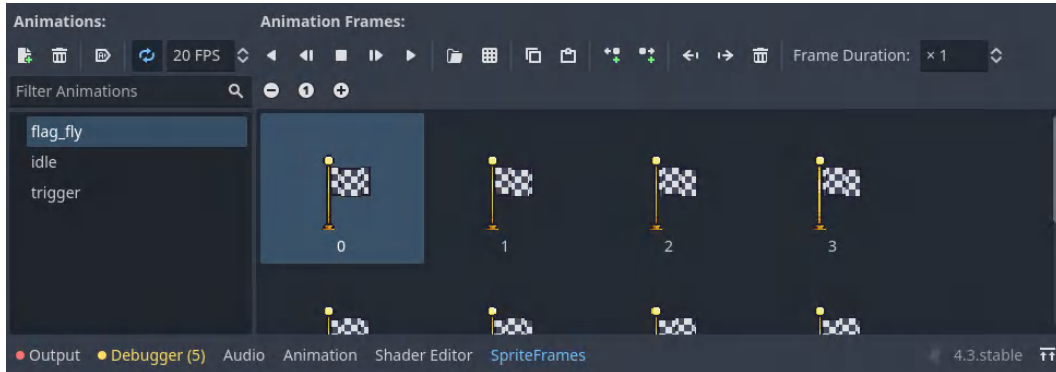 Animations: Animation Frames:
20 FPS Frame Duration: × 1
Filter Animations 1
flag_fly
idle
trigger
0 1 2 3
Output Debugger (5) Audio Animation Shader Editor SpriteFrames 4.3.stable